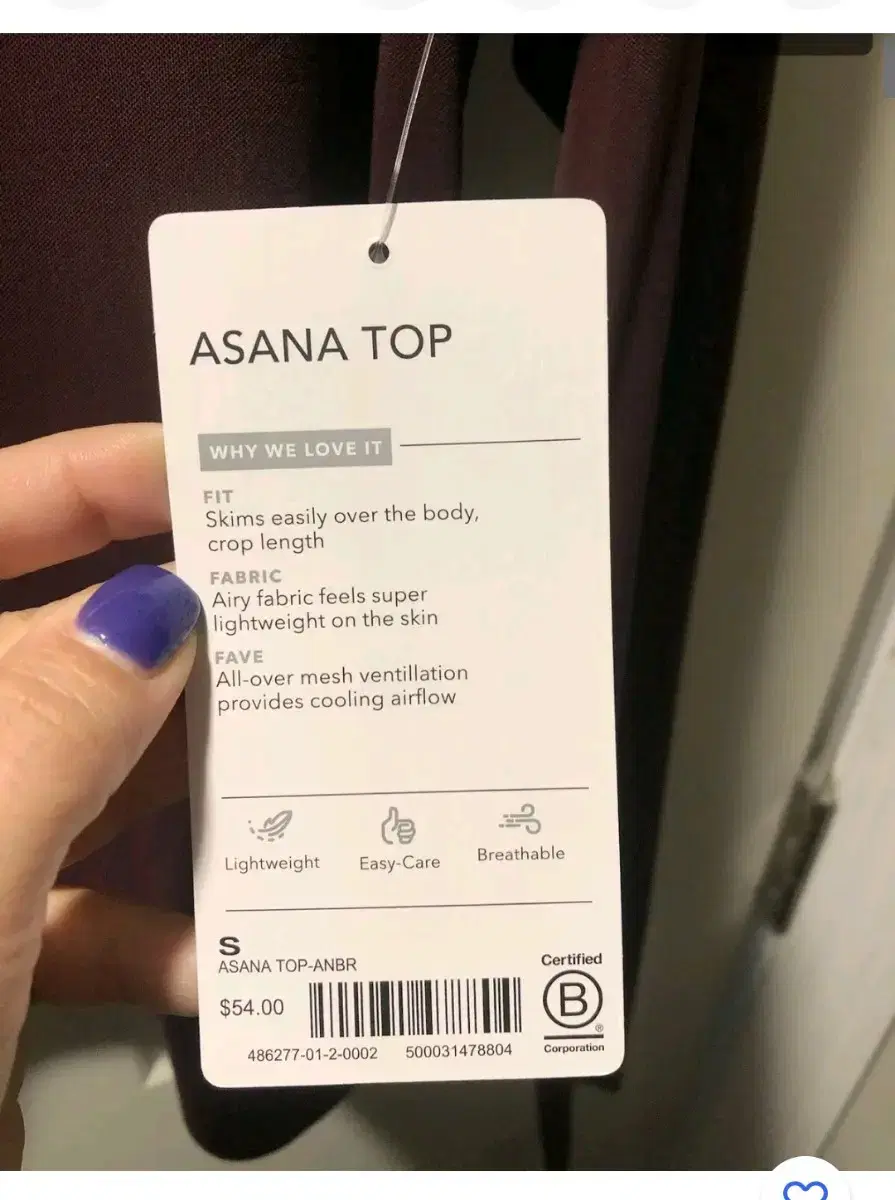 ASANA TOP
WHY WE LOVE IT
FIT
Skims easily over the body,
crop length
FABRIC
Airy fabric feels super
lightweight on the skin
FAVE
All-over mesh ventillation
provides cooling airflow
Lightweight
Easy-Care
Breathable
S
ASANA TOP-ANBR
$54.00
486277-01-2-0002 500031478804
Certified
B
®
Corporation